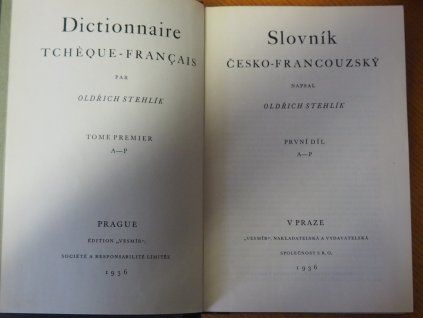 Dictionnaire
TCHÈQUE-FRANÇAIS
PAR
OLDŘICH STEHLÍK
TOME PREMIER
A—P
PRAGUE
ÉDITION „VESMÍR“,
SOCIÉTÉ A RESPONSABILITÉ LIMITÉE
1936
Slovník
ČESKO-FRANCOUZSKÝ
NAPSAL
OLDŘICH STEHLÍK
PRVNÍ DÍL
A—P
V PRAZE
„VESMÍR“, NAKLADATELSKÁ A VYDAVATELSKÁ
SPOLEČNOST S R. O.
1936